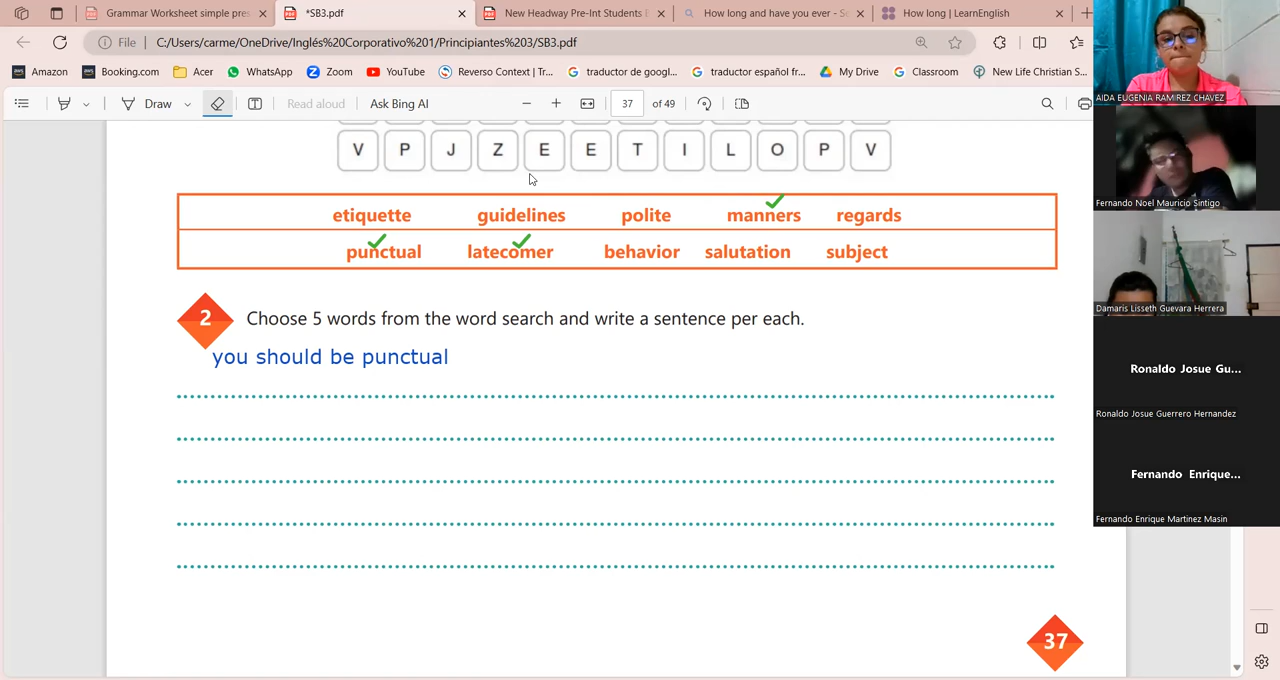 Grammar Worksheet simple pres
*SB3.pdf
New Headway Pre-Int Students
How long and have you ever - Se
How long | LearnEnglish
File C:/Users/carme/OneDrive/Inglés%20Corporativo%201/Principiantes%203/SB3.pdf
Amazon Booking.com Acer WhatsApp Zoom YouTube Reverso Context | Tr... traductor de googl... traductor español fr... My Drive Classroom New Life Christian S...
Draw Read aloud Ask Bing AI 37 of 49
V P J Z E E T I L O P V
etiquette guidelines polite manners regards
punctual latecomer behavior salutation subject
2 Choose 5 words from the word search and write a sentence per each.
you should be punctual
37
AIDA EUGENIA RAMIREZ CHAVEZ
Fernando Noel Mauricio Sintigo
Damaris Lisseth Guevara Herrera
Ronaldo Josue Gu...
Ronaldo Josue Guerrero Hernandez
Fernando Enrique...
Fernando Enrique Martinez Masin